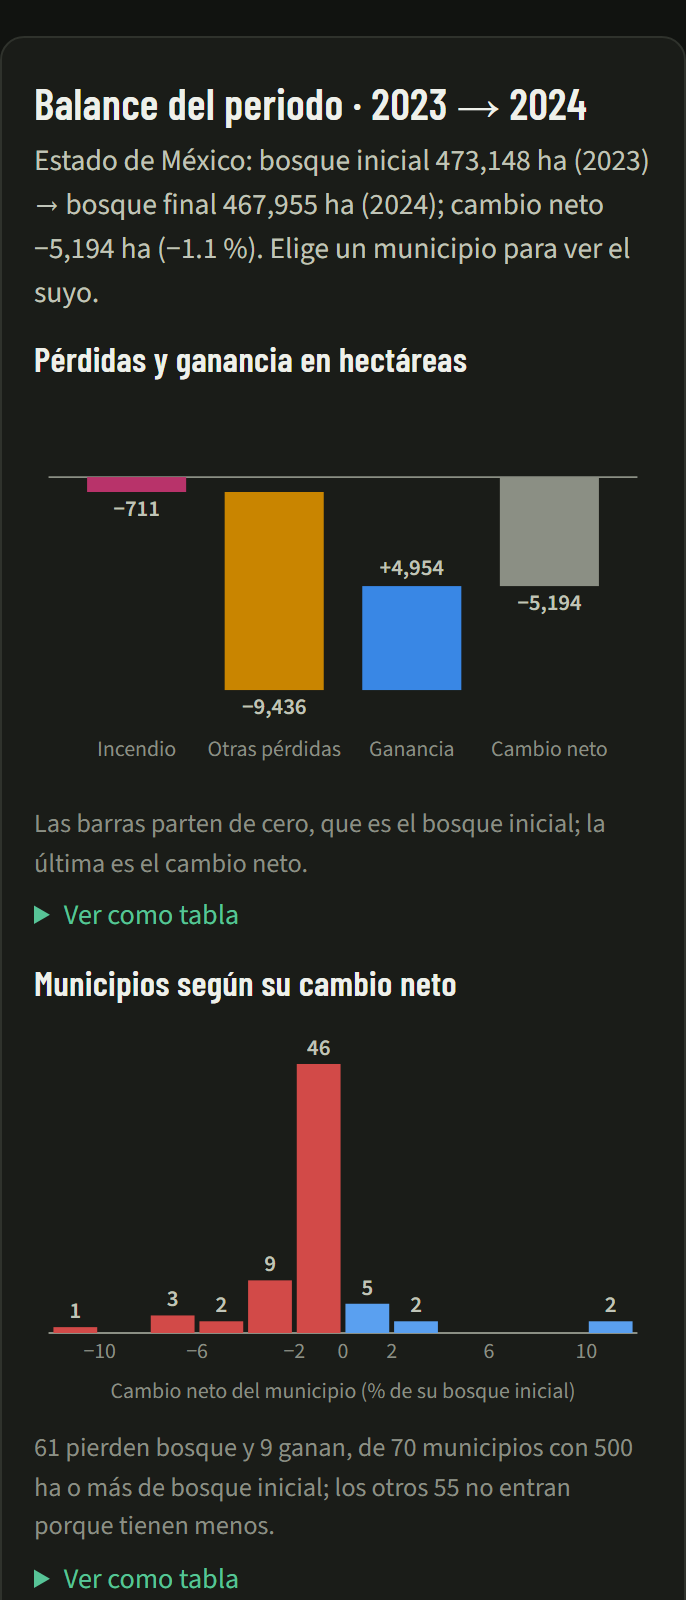 Balance del periodo · 2023 → 2024
Estado de México: bosque inicial 473,148 ha (2023)
→ bosque final 467,955 ha (2024); cambio neto
−5,194 ha (−1.1 %). Elige un municipio para ver el
suyo.
Pérdidas y ganancia en hectáreas
−711
+4,954
−5,194
−9,436
Incendio Otras pérdidas Ganancia Cambio neto
Las barras parten de cero, que es el bosque inicial; la
última es el cambio neto.
▶ Ver como tabla
Municipios según su cambio neto
46
9
5
3
2
2
2
1
−10 −6 −2 0 2 6 10
Cambio neto del municipio (% de su bosque inicial)
61 pierden bosque y 9 ganan, de 70 municipios con 500
ha o más de bosque inicial; los otros 55 no entran
porque tienen menos.
▶ Ver como tabla